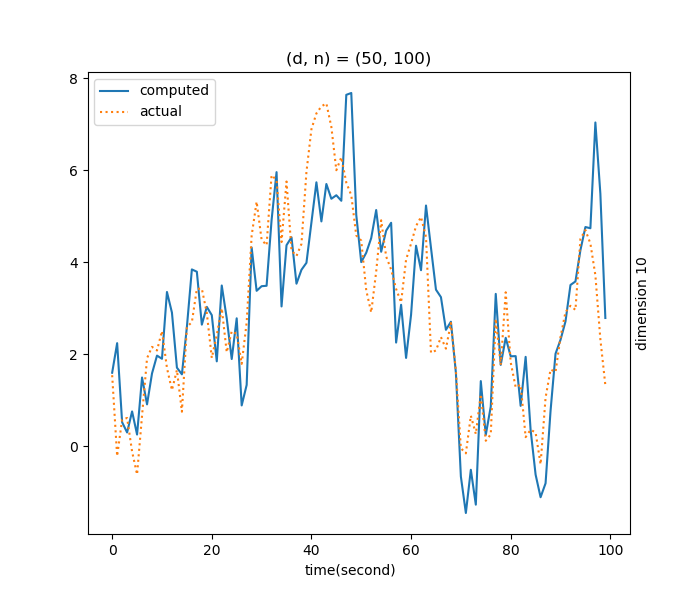 (d, n) = (50, 100)
computed
actual
8
6
4
2
0
dimension 10
0 20 40 60 80 100
time(second)